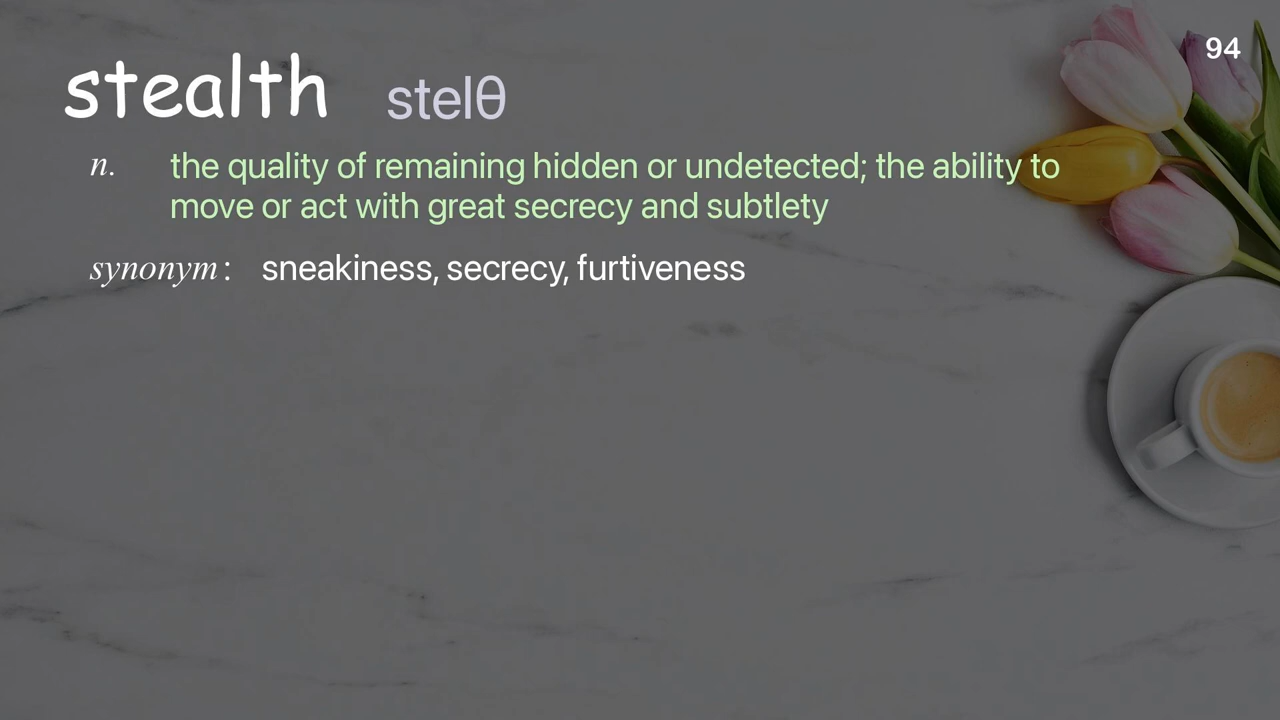 94
stealth stelθ
n. the quality of remaining hidden or undetected; the ability to
move or act with great secrecy and subtlety
synonym: sneakiness, secrecy, furtiveness